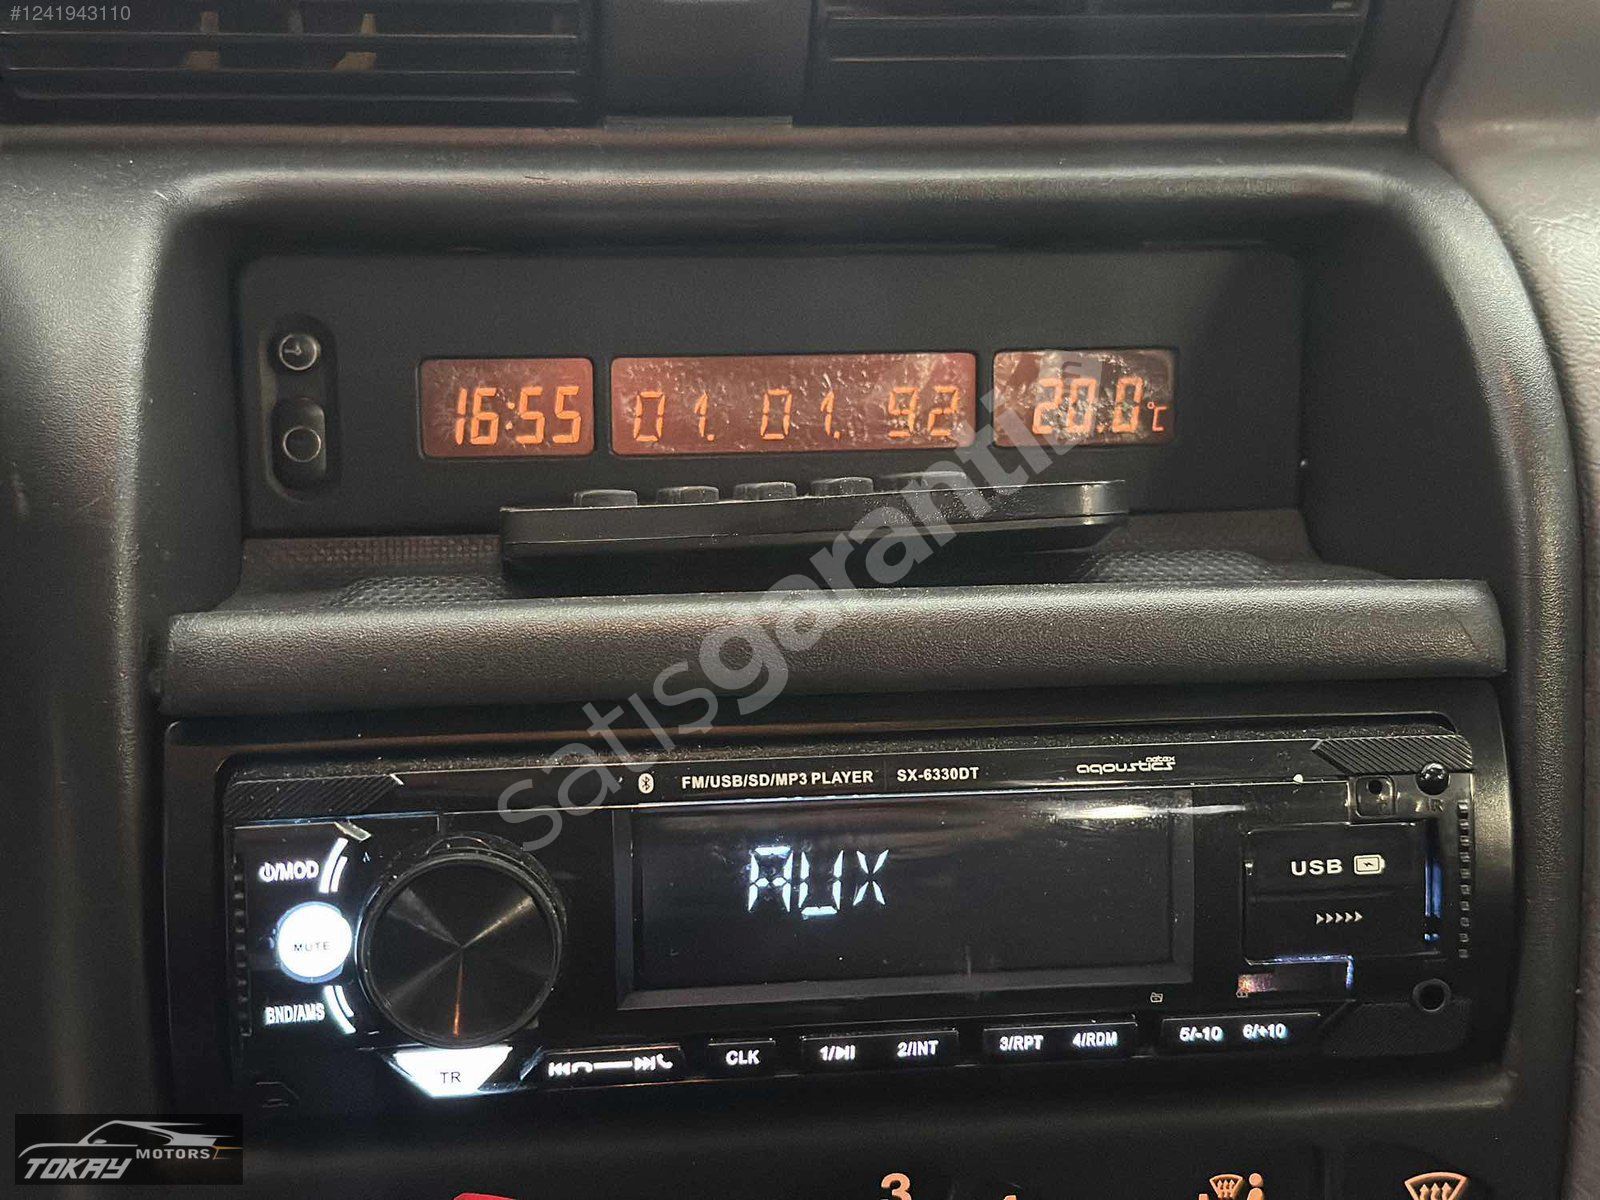 #1241943110
16:55 01. 01. 92 20.0°C
satısgarantix
FM/USB/SD/MP3 PLAYER SX-6330DT aqoustics
⏻/MOD
AUX
USB
>>>>>
MUTE
BND/AMS
TR
CLK 1/▶II 2/INT 3/RPT 4/RDM 5/-10 6/+10
TOKAY MOTORS
3